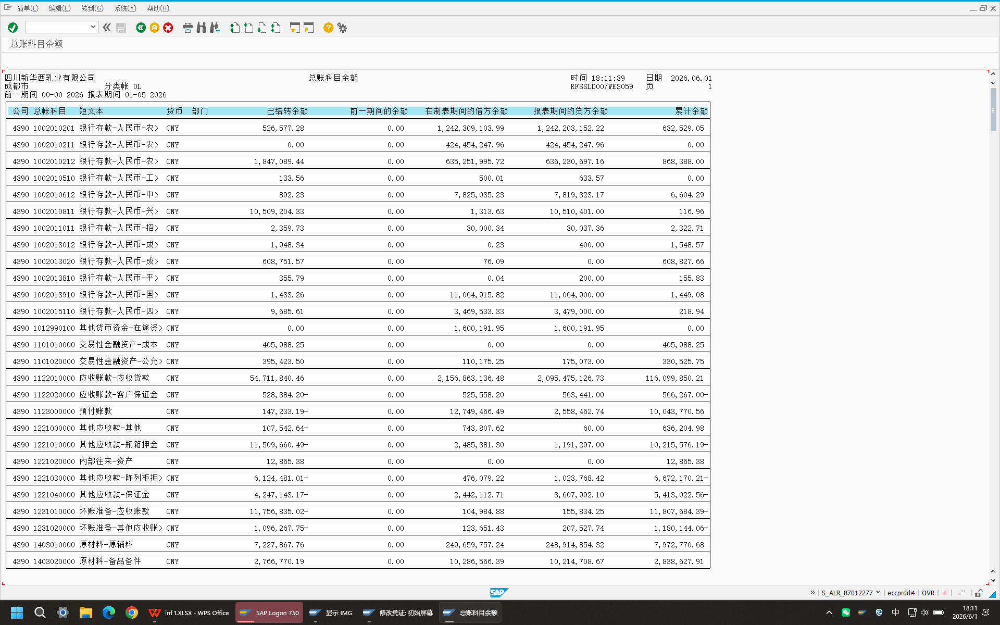 清单(L) 编辑(E) 转到(G) 系统(Y) 帮助(H)
总账科目余额
四川新华西乳业有限公司 总账科目余额 时间 18:11:39 日期 2026.06.01
成都市 分类帐 0L RFSSLD00/WES059 页 1
前一期间 00-00 2026 报表期间 01-05 2026
公司 总帐科目 短文本 货币 部门 已结转余额 前一期间的余额 在制表期间的借方余额 报表期间的贷方余额 累计余额
4390 1002010201 银行存款-人民币-农> CNY 526,577.28 0.00 1,242,309,103.99 1,242,203,152.22 632,529.05
4390 1002010211 银行存款-人民币-农> CNY 0.00 0.00 424,454,247.96 424,454,247.96 0.00
4390 1002010212 银行存款-人民币-农> CNY 1,847,089.44 0.00 635,251,995.72 636,230,697.16 868,388.00
4390 1002010510 银行存款-人民币-工> CNY 133.56 0.00 500.01 633.57 0.00
4390 1002010612 银行存款-人民币-中> CNY 892.23 0.00 7,825,035.23 7,819,323.17 6,604.29
4390 1002010811 银行存款-人民币-兴> CNY 10,509,204.33 0.00 1,313.63 10,510,401.00 116.96
4390 1002011011 银行存款-人民币-招> CNY 2,359.73 0.00 30,000.34 30,037.36 2,322.71
4390 1002013012 银行存款-人民币-成> CNY 1,948.34 0.00 0.23 400.00 1,548.57
4390 1002013020 银行存款-人民币-成> CNY 608,751.57 0.00 76.09 0.00 608,827.66
4390 1002013810 银行存款-人民币-平> CNY 355.79 0.00 0.04 200.00 155.83
4390 1002013910 银行存款-人民币-国> CNY 1,433.26 0.00 11,064,915.82 11,064,900.00 1,449.08
4390 1002015110 银行存款-人民币-四> CNY 9,685.61 0.00 3,469,533.33 3,479,000.00 218.94
4390 1012990100 其他货币资金-在途资> CNY 0.00 0.00 1,600,191.95 1,600,191.95 0.00
4390 1101010000 交易性金融资产-成本 CNY 405,988.25 0.00 0.00 0.00 405,988.25
4390 1101020000 交易性金融资产-公允> CNY 395,423.50 0.00 110,175.25 175,073.00 330,525.75
4390 1122010000 应收账款-应收货款 CNY 54,711,840.46 0.00 2,156,863,136.48 2,095,475,126.73 116,099,850.21
4390 1122020000 应收账款-客户保证金 CNY 528,384.20- 0.00 525,558.20 563,441.00 566,267.00-
4390 1123000000 预付账款 CNY 147,233.19- 0.00 12,749,466.49 2,558,462.74 10,043,770.56
4390 1221000000 其他应收款-其他 CNY 107,542.64- 0.00 743,807.62 60.00 636,204.98
4390 1221010000 其他应收款-瓶箱押金 CNY 11,509,660.49- 0.00 2,485,381.30 1,191,297.00 10,215,576.19-
4390 1221020000 内部往来-资产 CNY 12,865.38 0.00 0.00 0.00 12,865.38
4390 1221030000 其他应收款-陈列柜押> CNY 6,124,481.01- 0.00 476,079.22 1,023,768.42 6,672,170.21-
4390 1221040000 其他应收款-保证金 CNY 4,247,143.17- 0.00 2,442,112.71 3,607,992.10 5,413,022.56-
4390 1231010000 坏账准备-应收账款 CNY 11,756,835.02- 0.00 104,984.88 155,834.25 11,807,684.39-
4390 1231020000 坏账准备-其他应收账> CNY 1,096,267.75- 0.00 123,651.43 207,527.74 1,180,144.06-
4390 1403010000 原材料-原辅料 CNY 7,227,867.76 0.00 249,659,757.24 248,914,854.32 7,972,770.68
4390 1403020000 原材料-备品备件 CNY 2,766,770.19 0.00 10,286,566.39 10,214,708.67 2,838,627.91
SAP » S_ALR_87012277 eccprddi4 OVR
inf 1.XLSX - WPS Office SAP Logon 750 显示 IMG 修改凭证: 初始屏幕 总账科目余额 中 18:11
2026/6/1